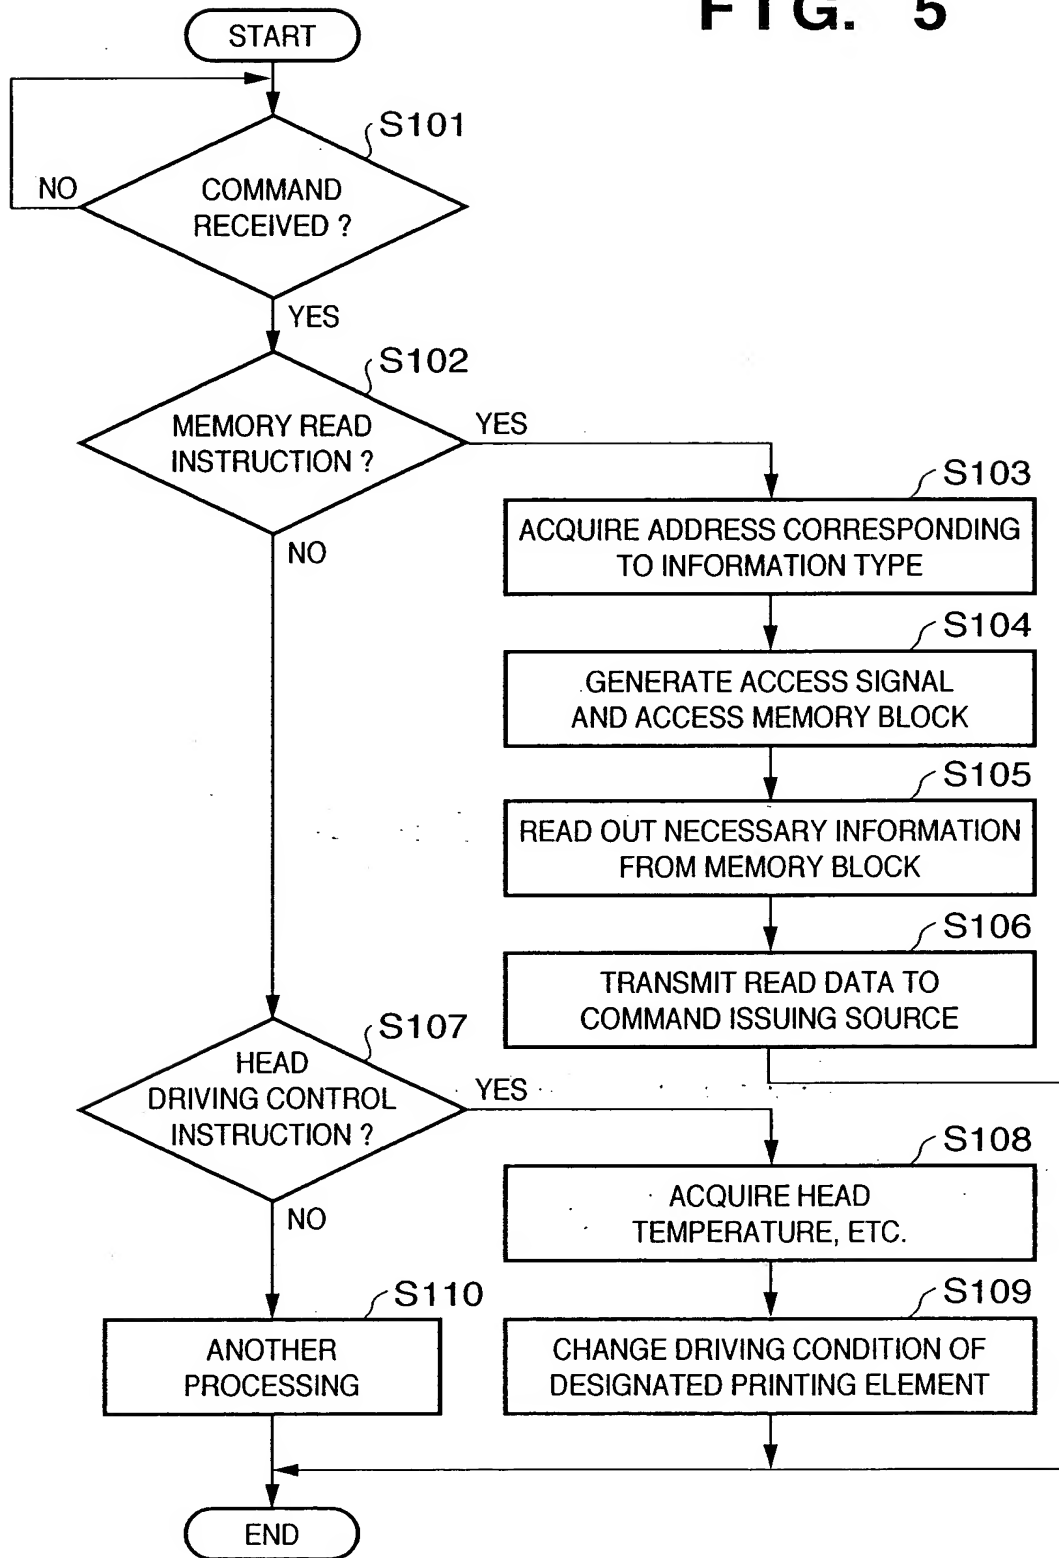 FIG. 5
START
S101
NO
COMMAND
RECEIVED ?
YES
S102
MEMORY READ
INSTRUCTION ?
YES
NO
S103
ACQUIRE ADDRESS CORRESPONDING
TO INFORMATION TYPE
S104
GENERATE ACCESS SIGNAL
AND ACCESS MEMORY BLOCK
S105
READ OUT NECESSARY INFORMATION
FROM MEMORY BLOCK
S106
TRANSMIT READ DATA TO
COMMAND ISSUING SOURCE
S107
HEAD
DRIVING CONTROL
INSTRUCTION ?
YES
NO
S108
ACQUIRE HEAD
TEMPERATURE, ETC.
S109
CHANGE DRIVING CONDITION OF
DESIGNATED PRINTING ELEMENT
S110
ANOTHER
PROCESSING
END